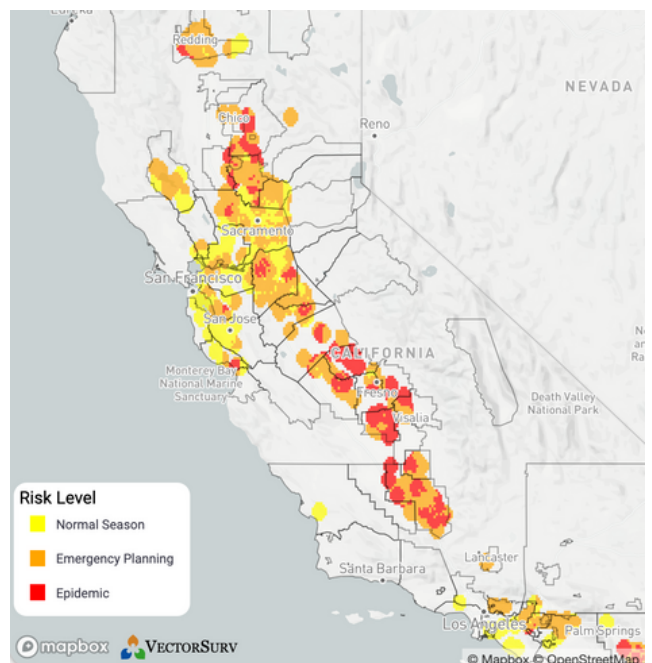 Eureka
Redding
NEVADA
Chico
Reno
Sacramento
San Francisco
San Jose
CALIFORNIA
Monterey Bay
National Marine
Sanctuary
Fresno
Visalia
Death Valley
National Park
Risk Level
Normal Season
Emergency Planning
Epidemic
Lancaster
Santa Barbara
Los Angeles
Palm Springs
mapbox
VECTORSURV
© Mapbox © OpenStreetMap